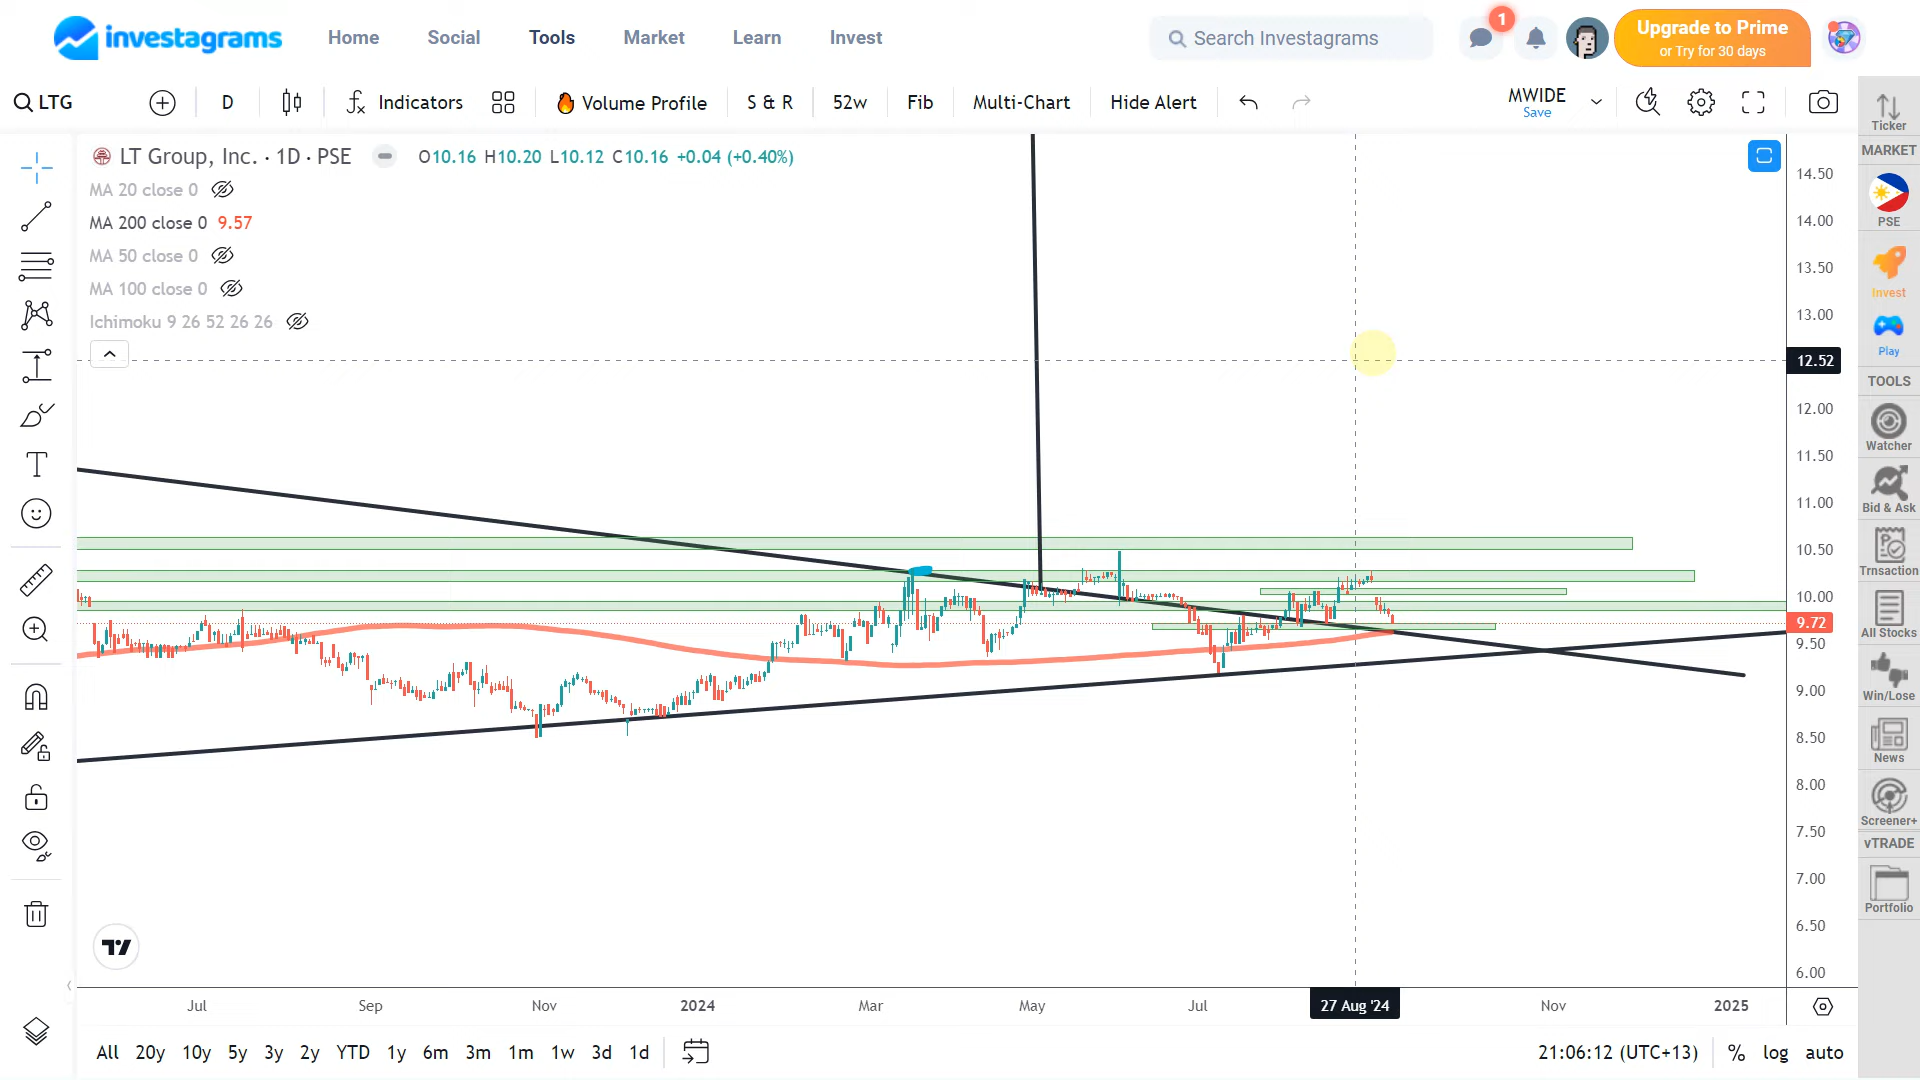 investagrams
Home
Social
Tools
Market
Learn
Invest
Search Investagrams
1
Upgrade to Prime
or Try for 30 days
LTG
D
Indicators
Volume Profile
S & R
52w
Fib
Multi-Chart
Hide Alert
MWIDE
Save
LT Group, Inc. · 1D · PSE
O10.16 H10.20 L10.12 C10.16 +0.04 (+0.40%)
MA 20 close 0
MA 200 close 0 9.57
MA 50 close 0
MA 100 close 0
Ichimoku 9 26 52 26 26
14.50
14.00
13.50
13.00
12.52
12.00
11.50
11.00
10.50
10.00
9.72
9.50
9.00
8.50
8.00
7.50
7.00
6.50
6.00
Jul
Sep
Nov
2024
Mar
May
Jul
27 Aug '24
Nov
2025
All
20y
10y
5y
3y
2y
YTD
1y
6m
3m
1m
1w
3d
1d
21:06:12 (UTC+13)
%
log
auto
Ticker
MARKET
PSE
Invest
Play
TOOLS
Watcher
Bid & Ask
Trnsaction
All Stocks
Win/Lose
News
Screener+
vTRADE
Portfolio